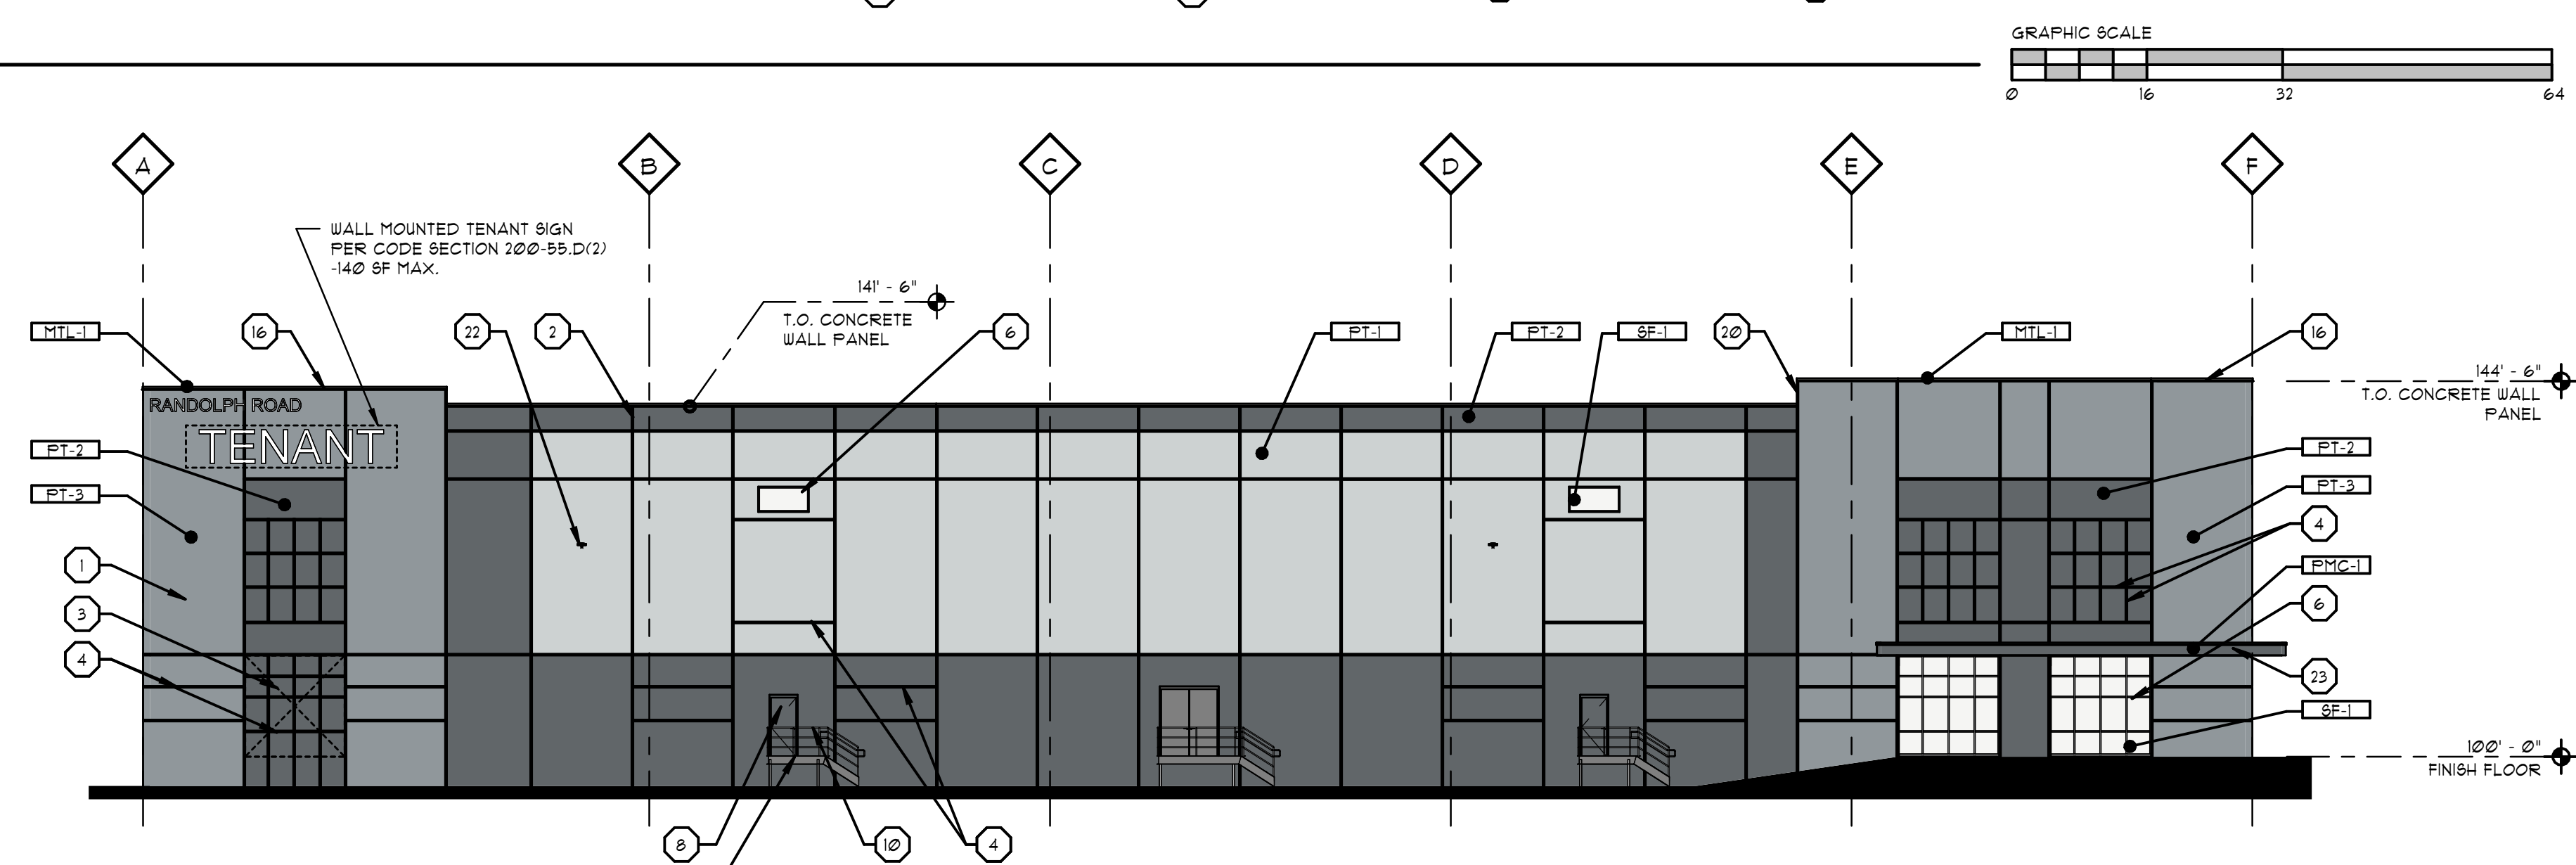 GRAPHIC SCALE
0 16 32 64
A B C D E F
WALL MOUNTED TENANT SIGN
PER CODE SECTION 200-55.D(2)
-140 SF MAX.
141' - 6"
T.O. CONCRETE
WALL PANEL
MTL-1 16 22 2 6 PT-1 PT-2 SF-1 20 MTL-1 16
144' - 6"
T.O. CONCRETE WALL
PANEL
RANDOLPH ROAD
TENANT
PT-2
PT-3
1
3
4
PT-2
PT-3
4
PMC-1
6
23
SF-1
100' - 0"
FINISH FLOOR
8 10 4